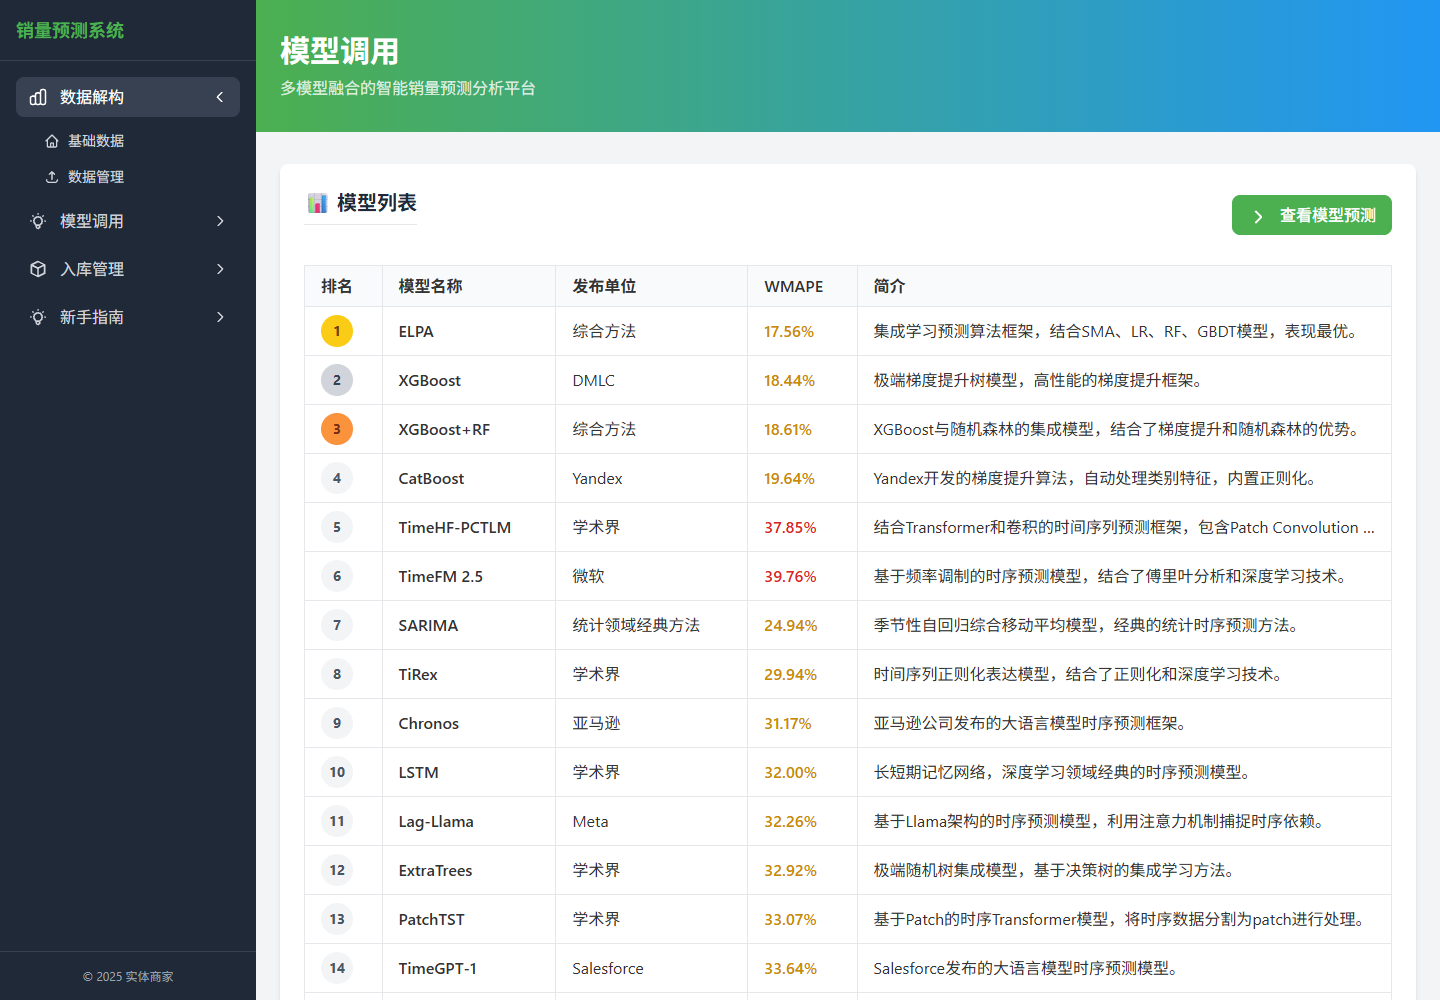 销量预测系统
数据解构
基础数据
数据管理
模型调用
入库管理
新手指南
© 2025 实体商家
模型调用
多模型融合的智能销量预测分析平台
模型列表
查看模型预测
排名 模型名称 发布单位 WMAPE 简介
1 ELPA 综合方法 17.56% 集成学习预测算法框架，结合SMA、LR、RF、GBDT模型，表现最优。
2 XGBoost DMLC 18.44% 极端梯度提升树模型，高性能的梯度提升框架。
3 XGBoost+RF 综合方法 18.61% XGBoost与随机森林的集成模型，结合了梯度提升和随机森林的优势。
4 CatBoost Yandex 19.64% Yandex开发的梯度提升算法，自动处理类别特征，内置正则化。
5 TimeHF-PCTLM 学术界 37.85% 结合Transformer和卷积的时间序列预测框架，包含Patch Convolution ...
6 TimeFM 2.5 微软 39.76% 基于频率调制的时序预测模型，结合了傅里叶分析和深度学习技术。
7 SARIMA 统计领域经典方法 24.94% 季节性自回归综合移动平均模型，经典的统计时序预测方法。
8 TiRex 学术界 29.94% 时间序列正则化表达模型，结合了正则化和深度学习技术。
9 Chronos 亚马逊 31.17% 亚马逊公司发布的大语言模型时序预测框架。
10 LSTM 学术界 32.00% 长短期记忆网络，深度学习领域经典的时序预测模型。
11 Lag-Llama Meta 32.26% 基于Llama架构的时序预测模型，利用注意力机制捕捉时序依赖。
12 ExtraTrees 学术界 32.92% 极端随机树集成模型，基于决策树的集成学习方法。
13 PatchTST 学术界 33.07% 基于Patch的时序Transformer模型，将时序数据分割为patch进行处理。
14 TimeGPT-1 Salesforce 33.64% Salesforce发布的大语言模型时序预测模型。